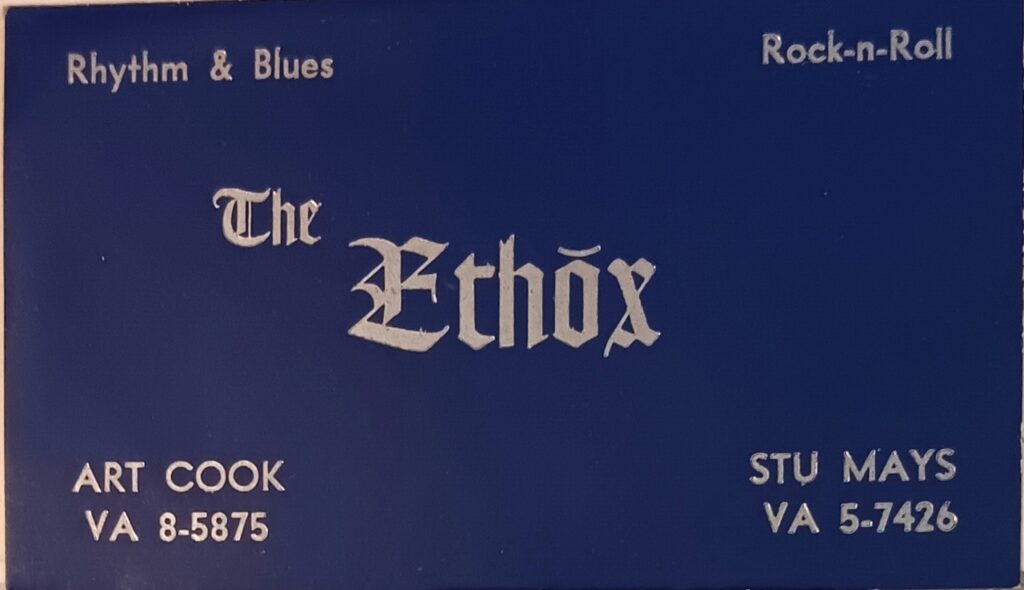 Rhythm & Blues
Rock-n-Roll
The
Ethōx
ART COOK
VA 8-5875
STU MAYS
VA 5-7426